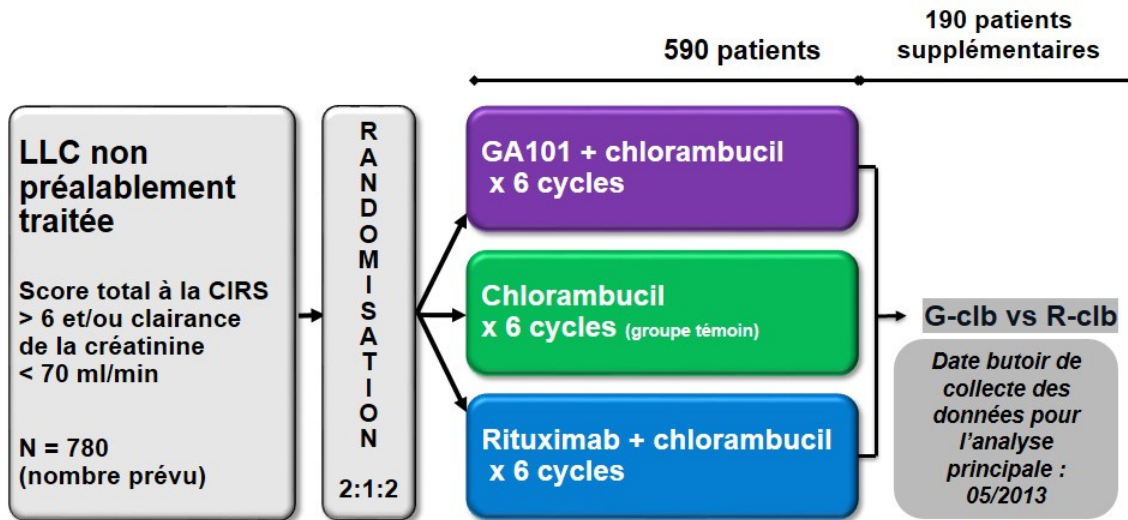 590 patients
190 patients
supplémentaires
LLC non
préalablement
traitée
Score total à la CIRS
> 6 et/ou clairance
de la créatinine
< 70 ml/min
N = 780
(nombre prévu)
RANDOMISATION
2:1:2
GA101 + chlorambucil
x 6 cycles
Chlorambucil
x 6 cycles (groupe témoin)
Rituximab + chlorambucil
x 6 cycles
G-clb vs R-clb
Date butoir de
collecte des
données pour
l’analyse
principale :
05/2013